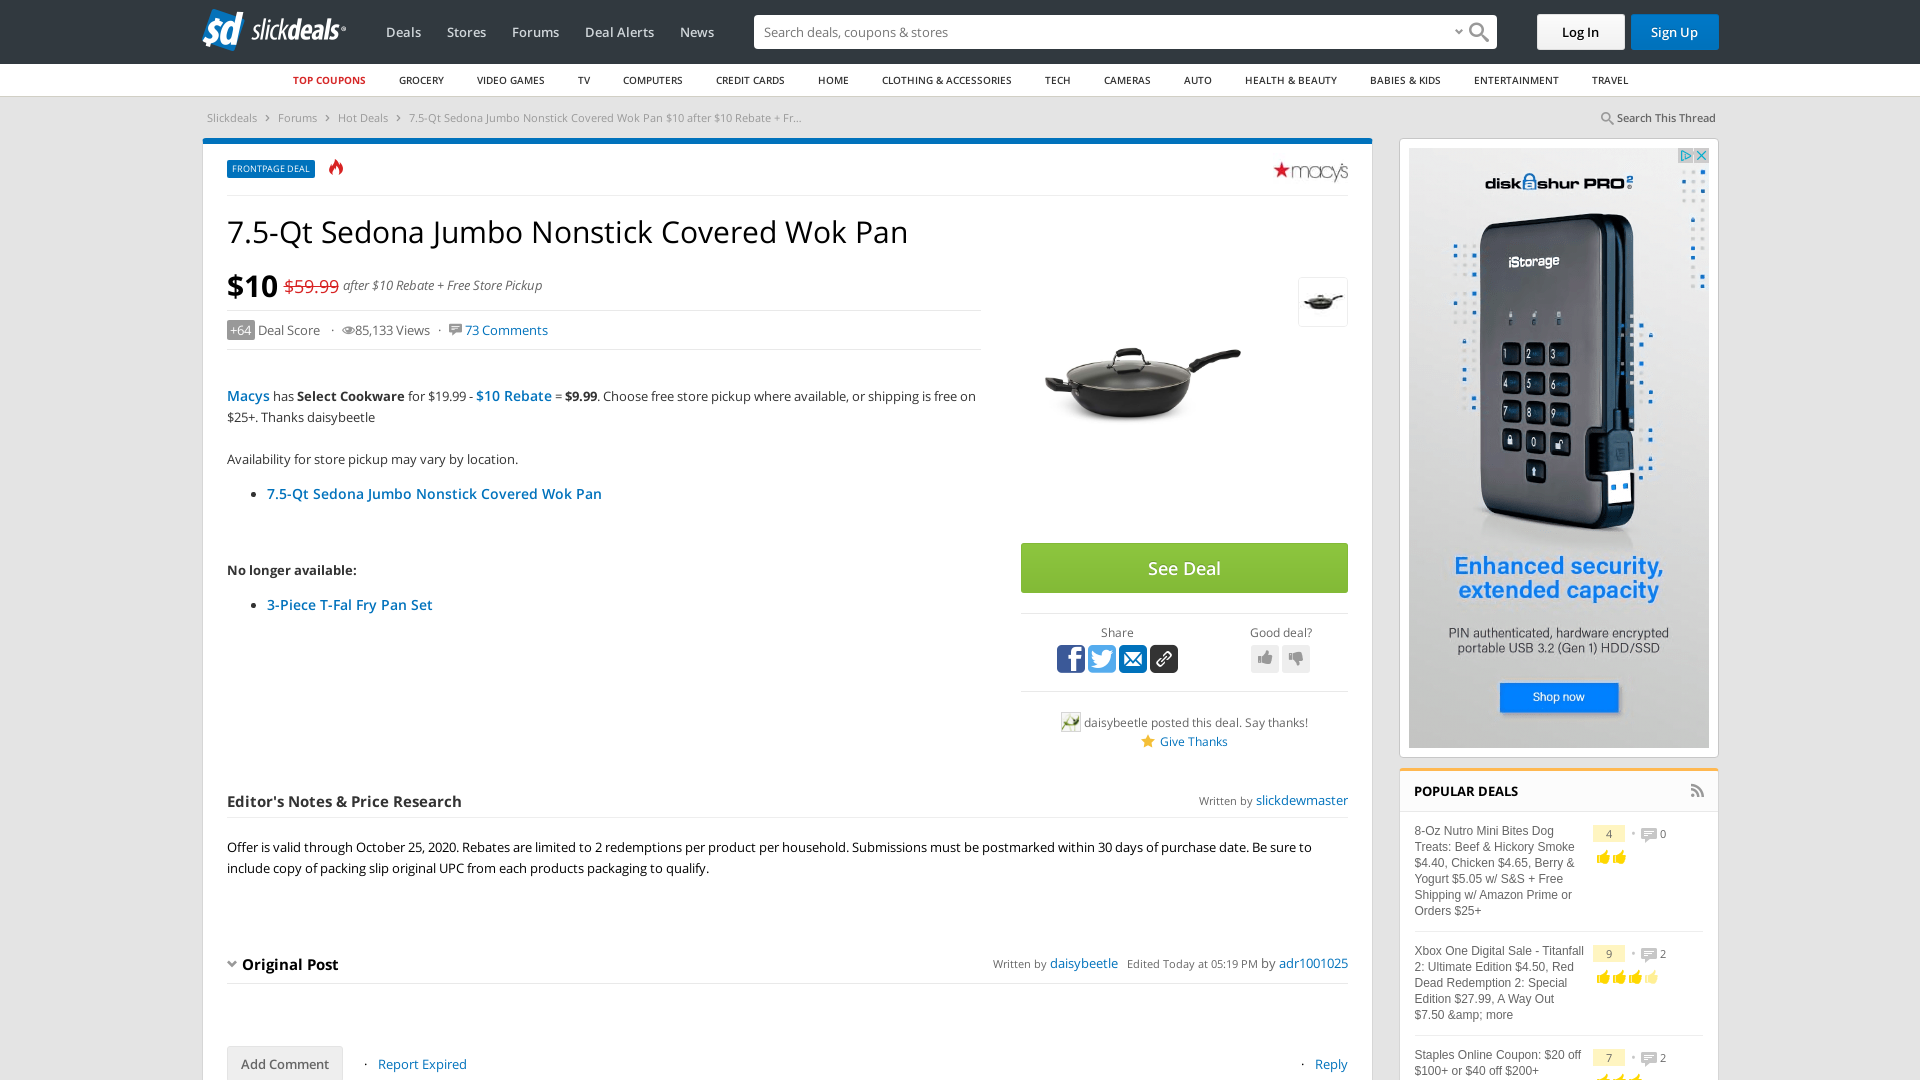 sd slickdeals
Deals
Stores
Forums
Deal Alerts
News
Search deals, coupons & stores
Log In
Sign Up
TOP COUPONS
GROCERY
VIDEO GAMES
TV
COMPUTERS
CREDIT CARDS
HOME
CLOTHING & ACCESSORIES
TECH
CAMERAS
AUTO
HEALTH & BEAUTY
BABIES & KIDS
ENTERTAINMENT
TRAVEL
Slickdeals › Forums › Hot Deals › 7.5-Qt Sedona Jumbo Nonstick Covered Wok Pan $10 after $10 Rebate + Fr...
Search This Thread
FRONTPAGE DEAL
macy's
7.5-Qt Sedona Jumbo Nonstick Covered Wok Pan
$10 $59.99 after $10 Rebate + Free Store Pickup
+64 Deal Score · 85,133 Views · 73 Comments
Macys has Select Cookware for $19.99 - $10 Rebate = $9.99. Choose free store pickup where available, or shipping is free on
$25+. Thanks daisybeetle
Availability for store pickup may vary by location.
• 7.5-Qt Sedona Jumbo Nonstick Covered Wok Pan
No longer available:
• 3-Piece T-Fal Fry Pan Set
See Deal
Share
Good deal?
daisybeetle posted this deal. Say thanks!
Give Thanks
Editor's Notes & Price Research
Written by slickdewmaster
Offer is valid through October 25, 2020. Rebates are limited to 2 redemptions per product per household. Submissions must be postmarked within 30 days of purchase date. Be sure to
include copy of packing slip original UPC from each products packaging to qualify.
Original Post
Written by daisybeetle Edited Today at 05:19 PM by adr1001025
Add Comment
· Report Expired
· Reply
diskashur PRO²
iStorage
1 2 3
4 5 6
7 8 9
0
Enhanced security,
extended capacity
PIN authenticated, hardware encrypted
portable USB 3.2 (Gen 1) HDD/SSD
Shop now
POPULAR DEALS
8-Oz Nutro Mini Bites Dog
Treats: Beef & Hickory Smoke
$4.40, Chicken $4.65, Berry &
Yogurt $5.05 w/ S&S + Free
Shipping w/ Amazon Prime or
Orders $25+
4 • 0
Xbox One Digital Sale - Titanfall
2: Ultimate Edition $4.50, Red
Dead Redemption 2: Special
Edition $27.99, A Way Out
$7.50 &amp; more
9 • 2
Staples Online Coupon: $20 off
$100+ or $40 off $200+
7 • 2